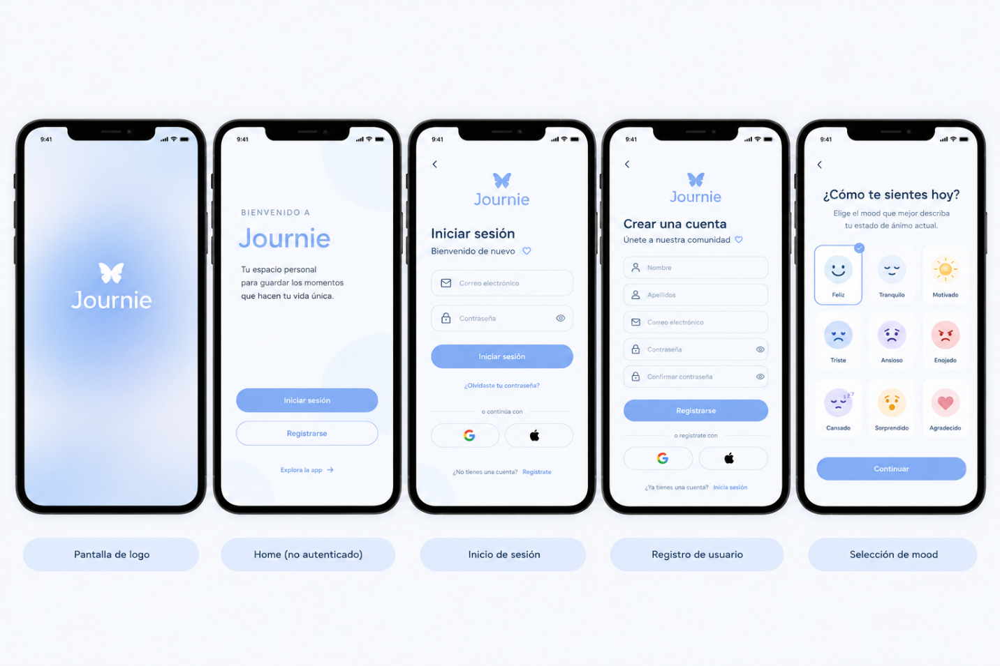 9:41
Journie
Pantalla de logo
9:41
BIENVENIDO A
Journie
Tu espacio personal
para guardar los momentos
que hacen tu vida única.
Iniciar sesión
Registrarse
Explora la app →
Home (no autenticado)
9:41
Journie
Iniciar sesión
Bienvenido de nuevo
Correo electrónico
Contraseña
Iniciar sesión
¿Olvidaste tu contraseña?
o continúa con
¿No tienes una cuenta? Registrate
Inicio de sesión
9:41
Journie
Crear una cuenta
Únete a nuestra comunidad
Nombre
Apellidos
Correo electrónico
Contraseña
Confirmar contraseña
Registrarse
o registrate con
¿Ya tienes una cuenta? Inicia sesión
Registro de usuario
9:41
¿Cómo te sientes hoy?
Elige el mood que mejor describa
tu estado de ánimo actual.
Feliz
Tranquilo
Motivado
Triste
Ansioso
Enojado
zzz
Cansado
Sorprendido
Agradecido
Continuar
Selección de mood